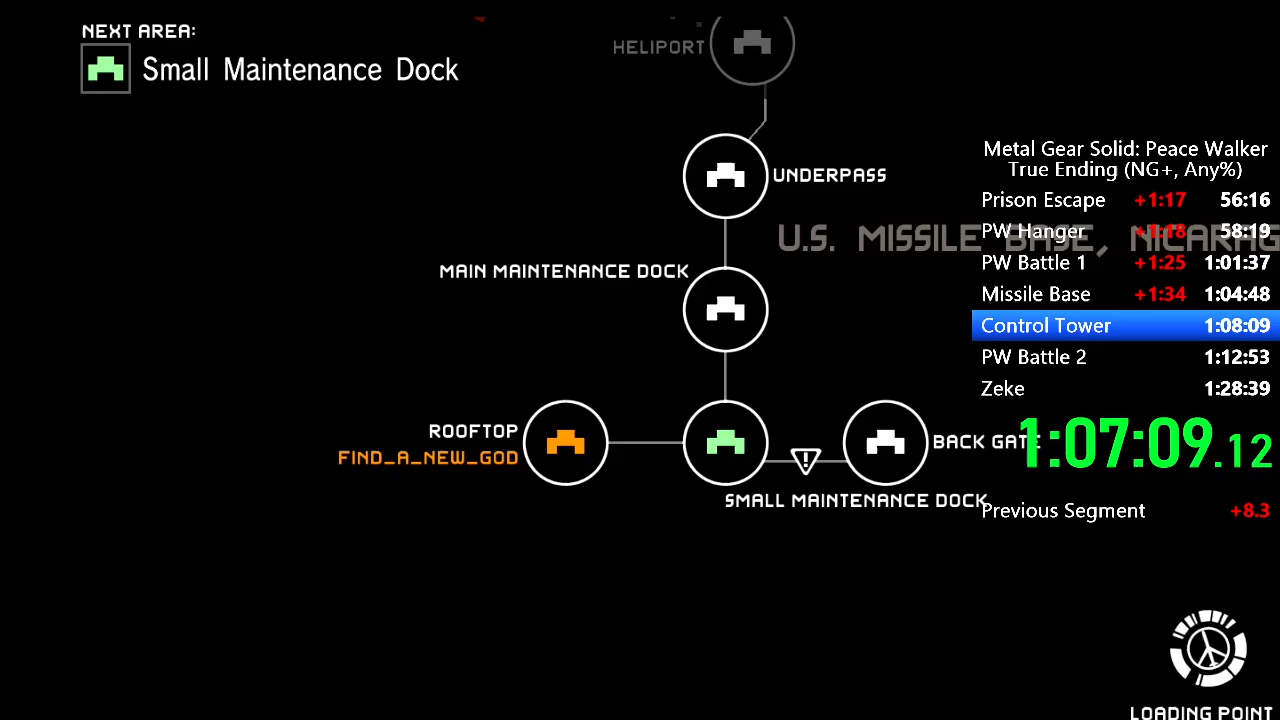 NEXT AREA:
Small Maintenance Dock
HELIPORT
UNDERPASS
U.S. MISSILE BASE,
MAIN MAINTENANCE DOCK
ROOFTOP
FIND_A_NEW_GOD
BACK GATE
SMALL MAINTENANCE DOCK
Metal Gear Solid: Peace Walker
True Ending (NG+, Any%)
Prison Escape +1:17 56:16
PW Hanger +1:18 58:19
PW Battle 1 +1:25 1:01:37
Missile Base +1:34 1:04:48
Control Tower 1:08:09
PW Battle 2 1:12:53
Zeke 1:28:39
1:07:09.12
Previous Segment +8.3
LOADING POINT